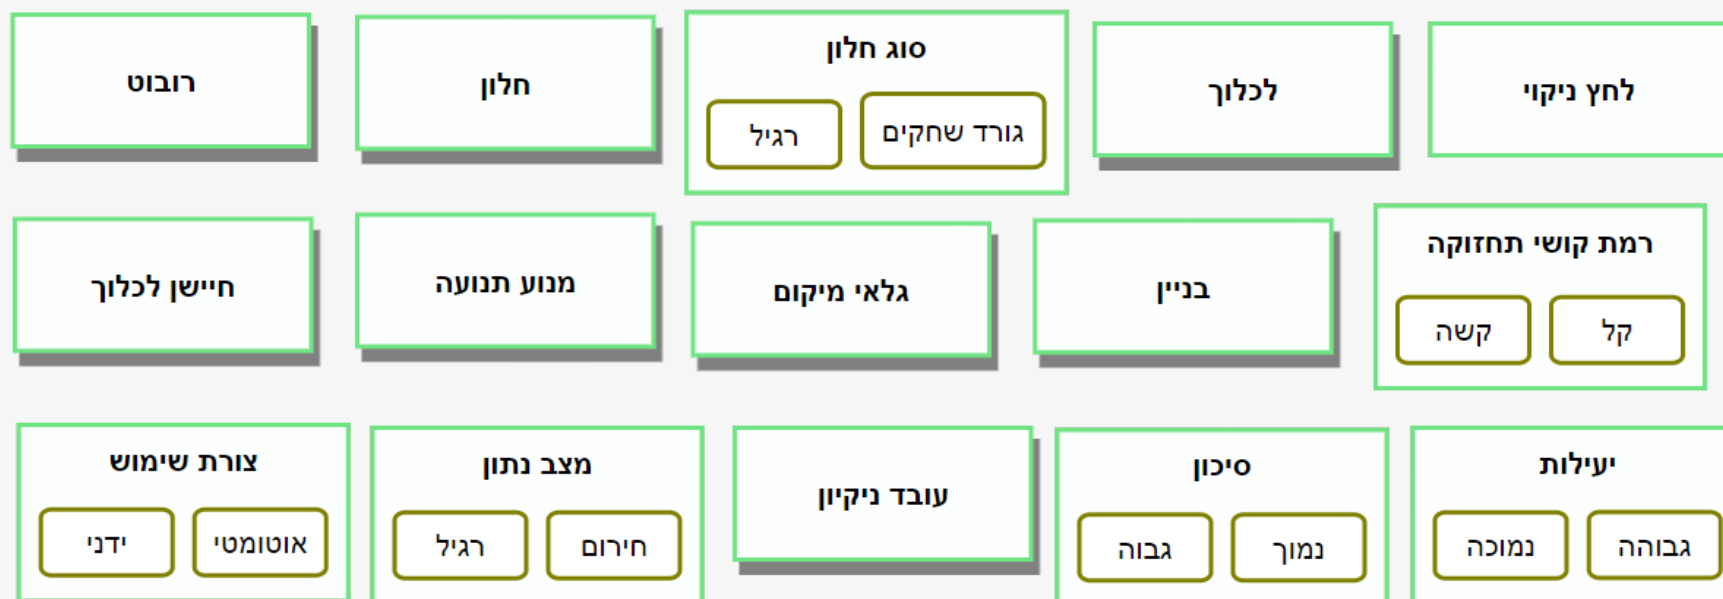 רובוט
חלון
סוג חלון
רגיל
גורד שחקים
לכלוך
לחץ ניקוי
חיישן לכלוך
מנוע תנועה
גלאי מיקום
בניין
רמת קושי תחזוקה
קשה
קל
צורת שימוש
ידני
אוטומטי
מצב נתון
רגיל
חירום
עובד ניקיון
סיכון
גבוה
נמוך
יעילות
נמוכה
גבוהה